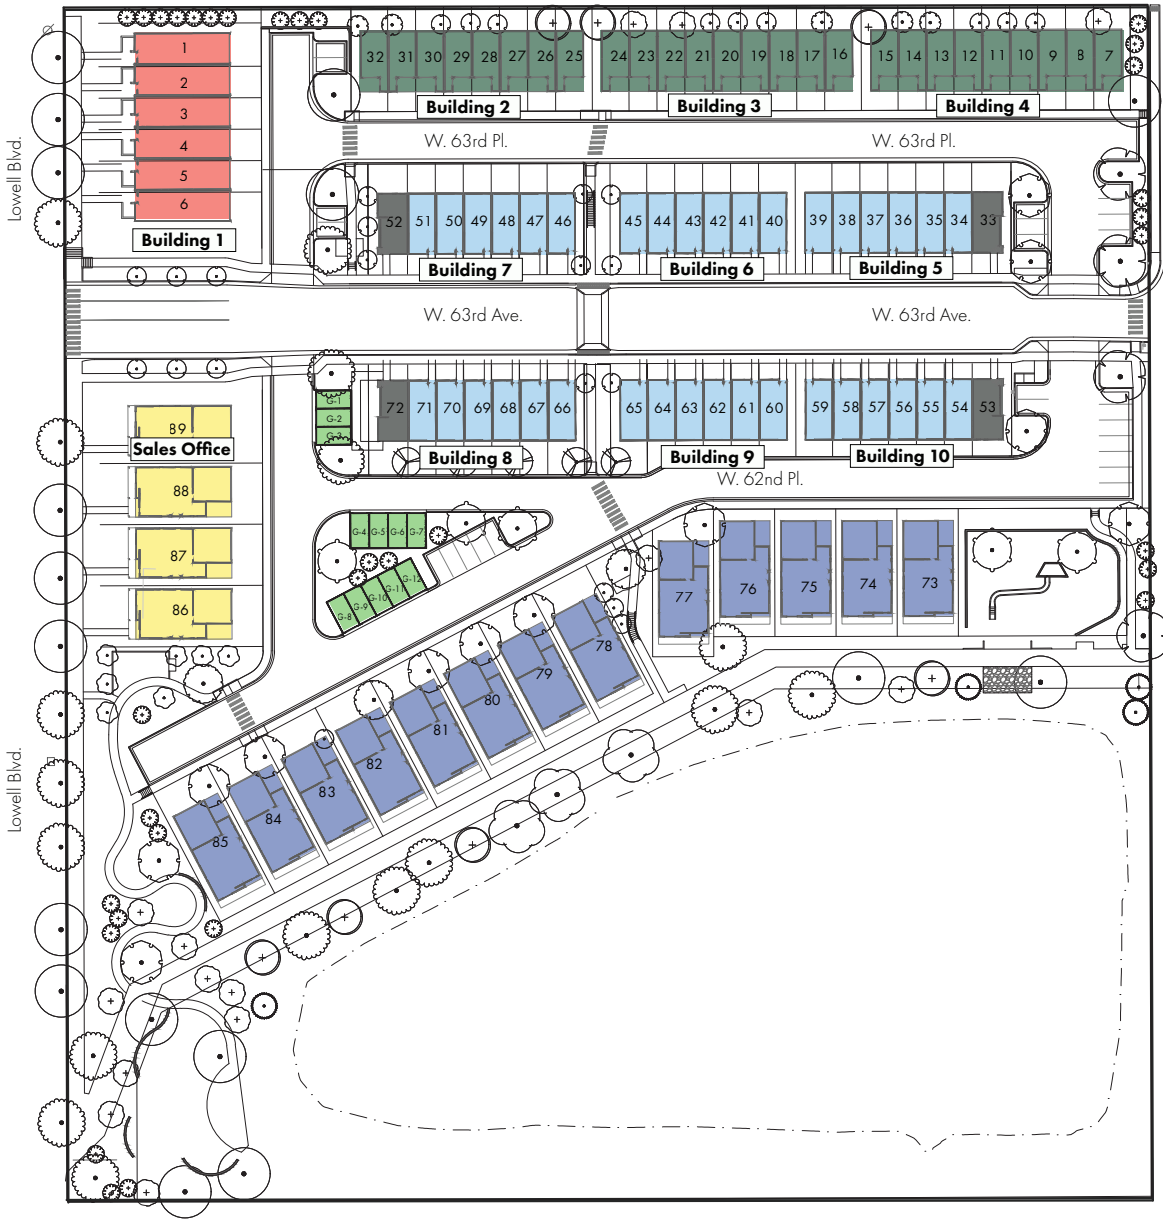 32 31 30 29 28 27 26 25
24 23 22 21 20 19 18 17 16
15 14 13 12 11 10 9 8 7
Building 2
Building 3
Building 4
1
2
3
4
5
6
Building 1
Lowell Blvd.
W. 63rd Pl.
W. 63rd Pl.
52 51 50 49 48 47 46
45 44 43 42 41 40
39 38 37 36 35 34 33
Building 7
Building 6
Building 5
W. 63rd Ave.
W. 63rd Ave.
G-1
G-2
G-3
72 71 70 69 68 67 66
65 64 63 62 61 60
59 58 57 56 55 54 53
Building 8
Building 9
Building 10
W. 62nd Pl.
89
Sales Office
88
87
86
G-4 G-5 G-6 G-7
G-8 G-9 G-10 G-11 G-12
77 76 75 74 73
85 84 83 82 81 80 79 78
Lowell Blvd.